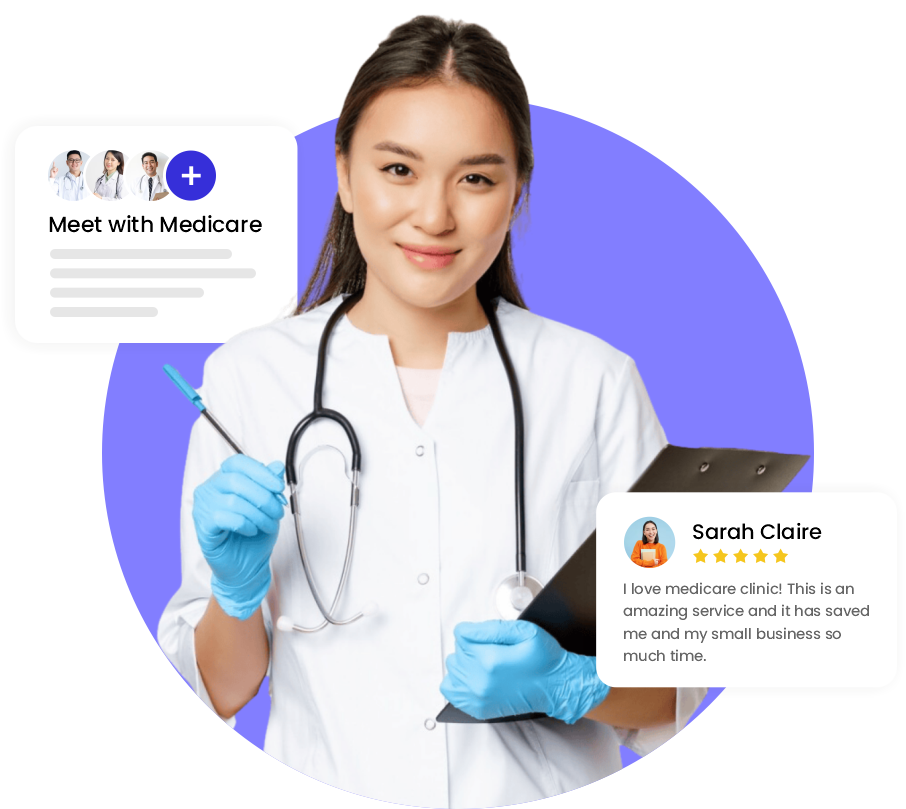 Meet with Medicare
Sarah Claire
I love medicare clinic! This is an
amazing service and it has saved
me and my small business so
much time.